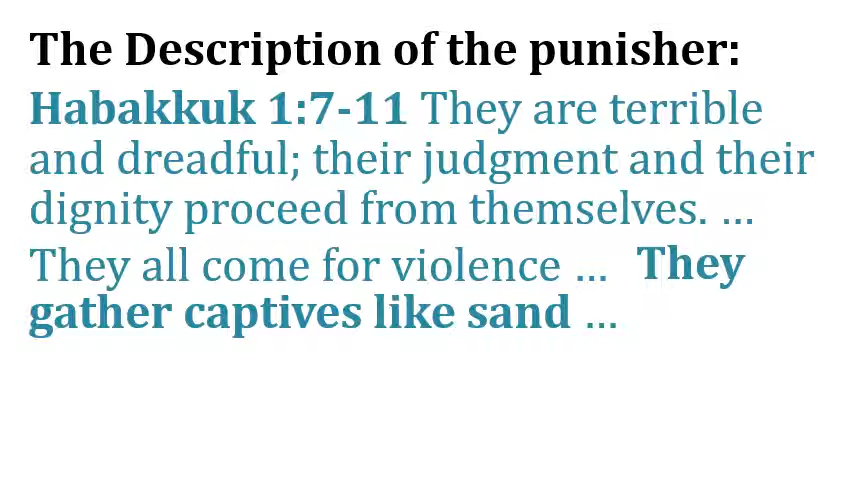 The Description of the punisher:
Habakkuk 1:7-11 They are terrible
and dreadful; their judgment and their
dignity proceed from themselves. ...
They all come for violence ... They
gather captives like sand ...